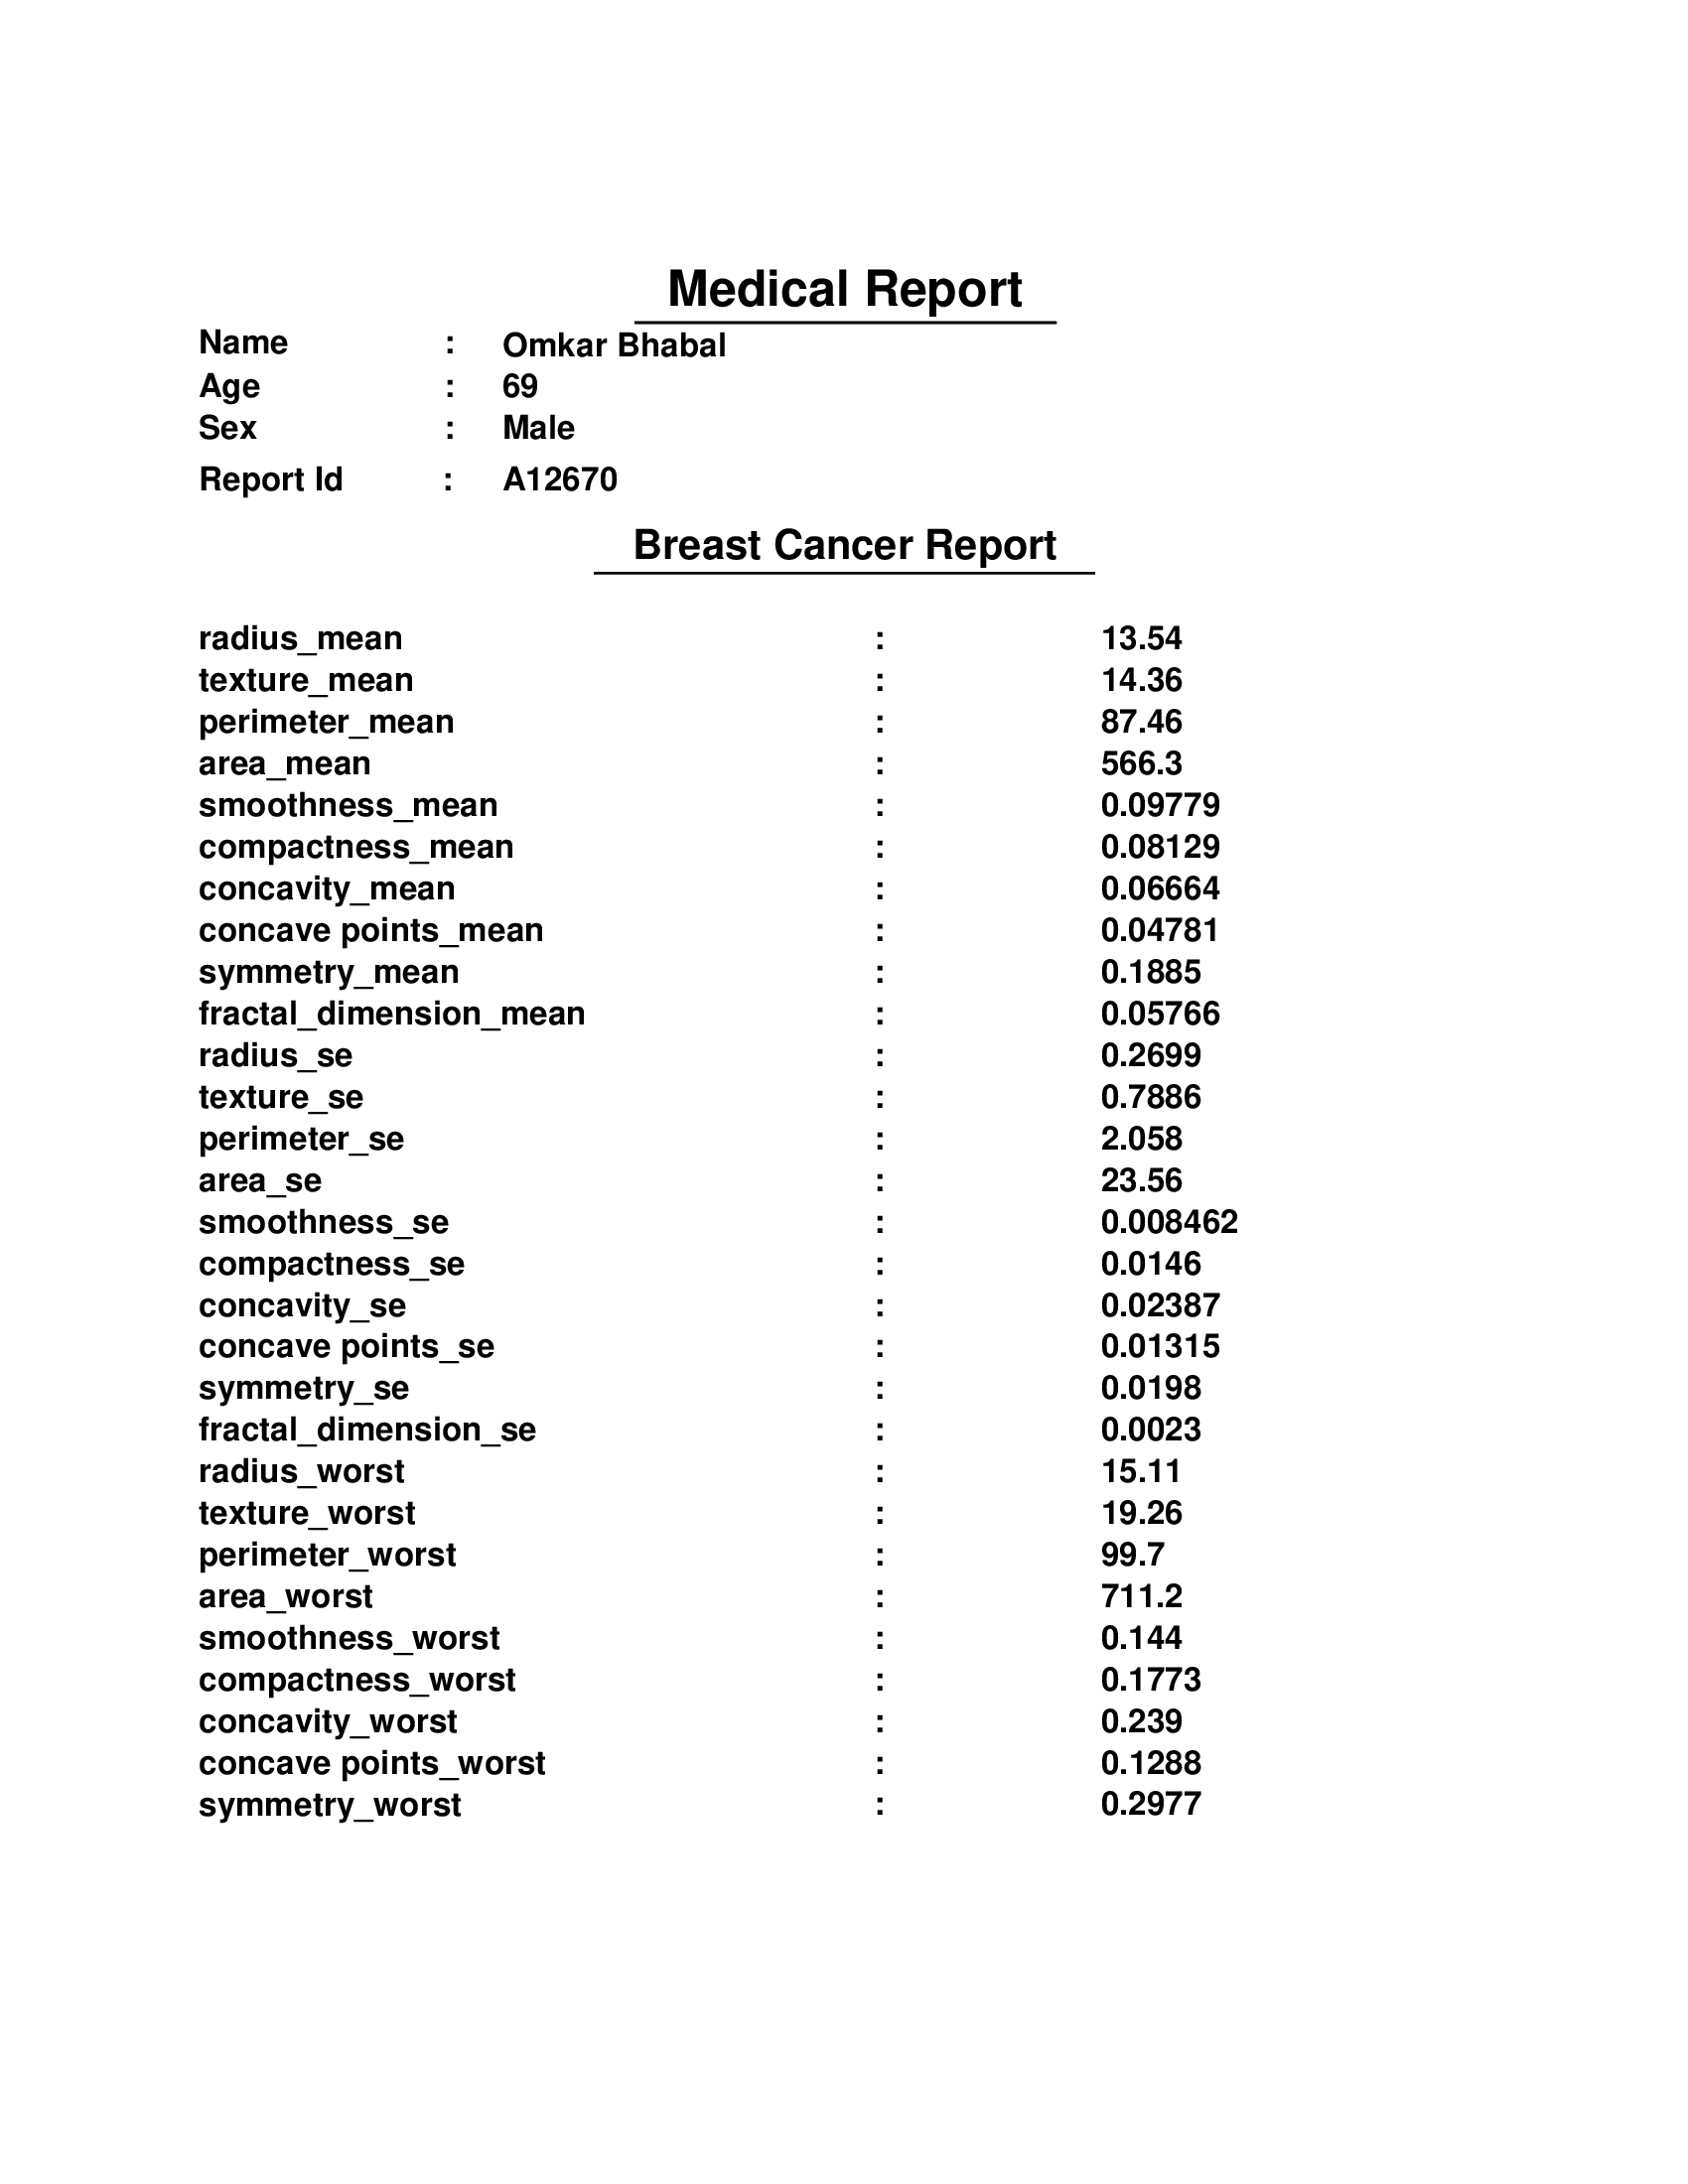 Medical Report
Name : Omkar Bhabal
Age : 69
Sex : Male
Report Id : A12670
Breast Cancer Report
radius_mean : 13.54
texture_mean : 14.36
perimeter_mean : 87.46
area_mean : 566.3
smoothness_mean : 0.09779
compactness_mean : 0.08129
concavity_mean : 0.06664
concave points_mean : 0.04781
symmetry_mean : 0.1885
fractal_dimension_mean : 0.05766
radius_se : 0.2699
texture_se : 0.7886
perimeter_se : 2.058
area_se : 23.56
smoothness_se : 0.008462
compactness_se : 0.0146
concavity_se : 0.02387
concave points_se : 0.01315
symmetry_se : 0.0198
fractal_dimension_se : 0.0023
radius_worst : 15.11
texture_worst : 19.26
perimeter_worst : 99.7
area_worst : 711.2
smoothness_worst : 0.144
compactness_worst : 0.1773
concavity_worst : 0.239
concave points_worst : 0.1288
symmetry_worst : 0.2977